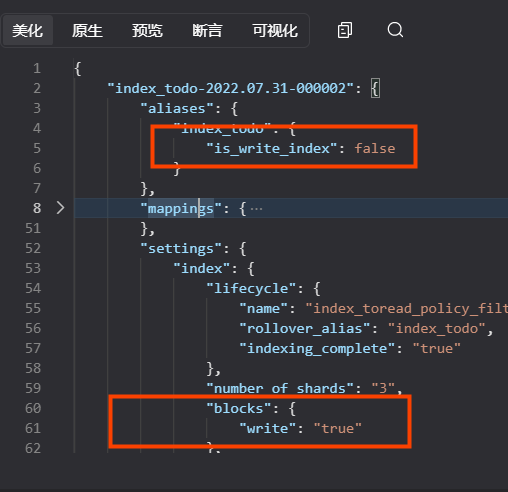 美化 原生 预览 断言 可视化
1 {
2 "index_todo-2022.07.31-000002": {
3 "aliases": {
4 "index_todo": {
5 "is_write_index": false
6 }
7 },
8 "mappings": { ⋯
51 },
52 "settings": {
53 "index": {
54 "lifecycle": {
55 "name": "index_toread_policy_filt
56 "rollover_alias": "index_todo",
57 "indexing_complete": "true"
58 },
59 "number_of_shards": "3",
60 "blocks": {
61 "write": "true"
62 },